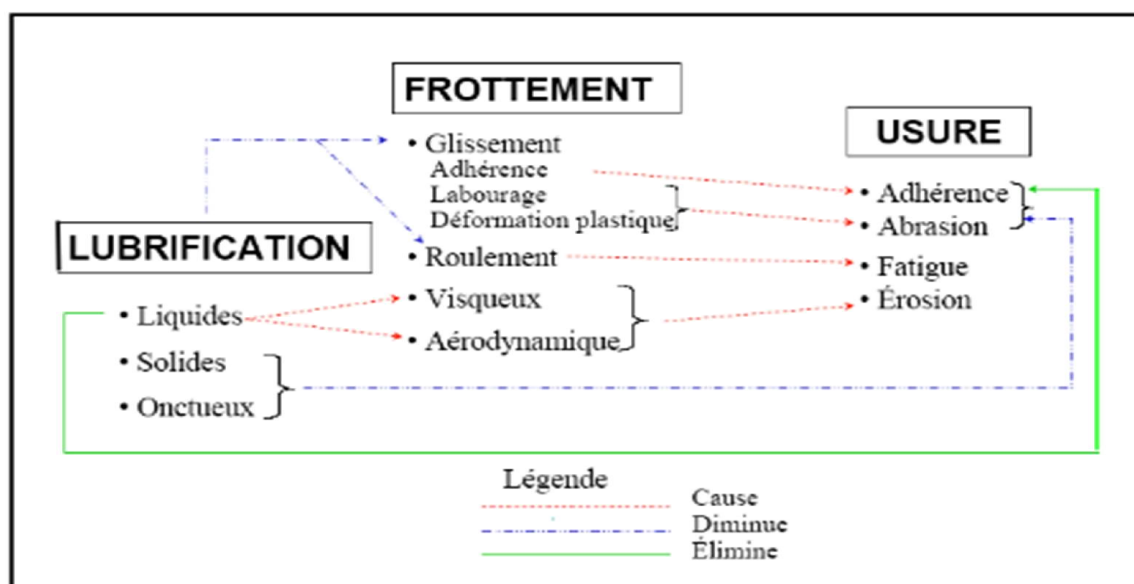 FROTTEMENT
• Glissement
Adhérence
Labourage
Déformation plastique
• Roulement
• Visqueux
• Aérodynamique
USURE
• Adhérence
• Abrasion
• Fatigue
• Érosion
LUBRIFICATION
• Liquides
• Solides
• Onctueux
Légende
Cause
Diminue
Élimine